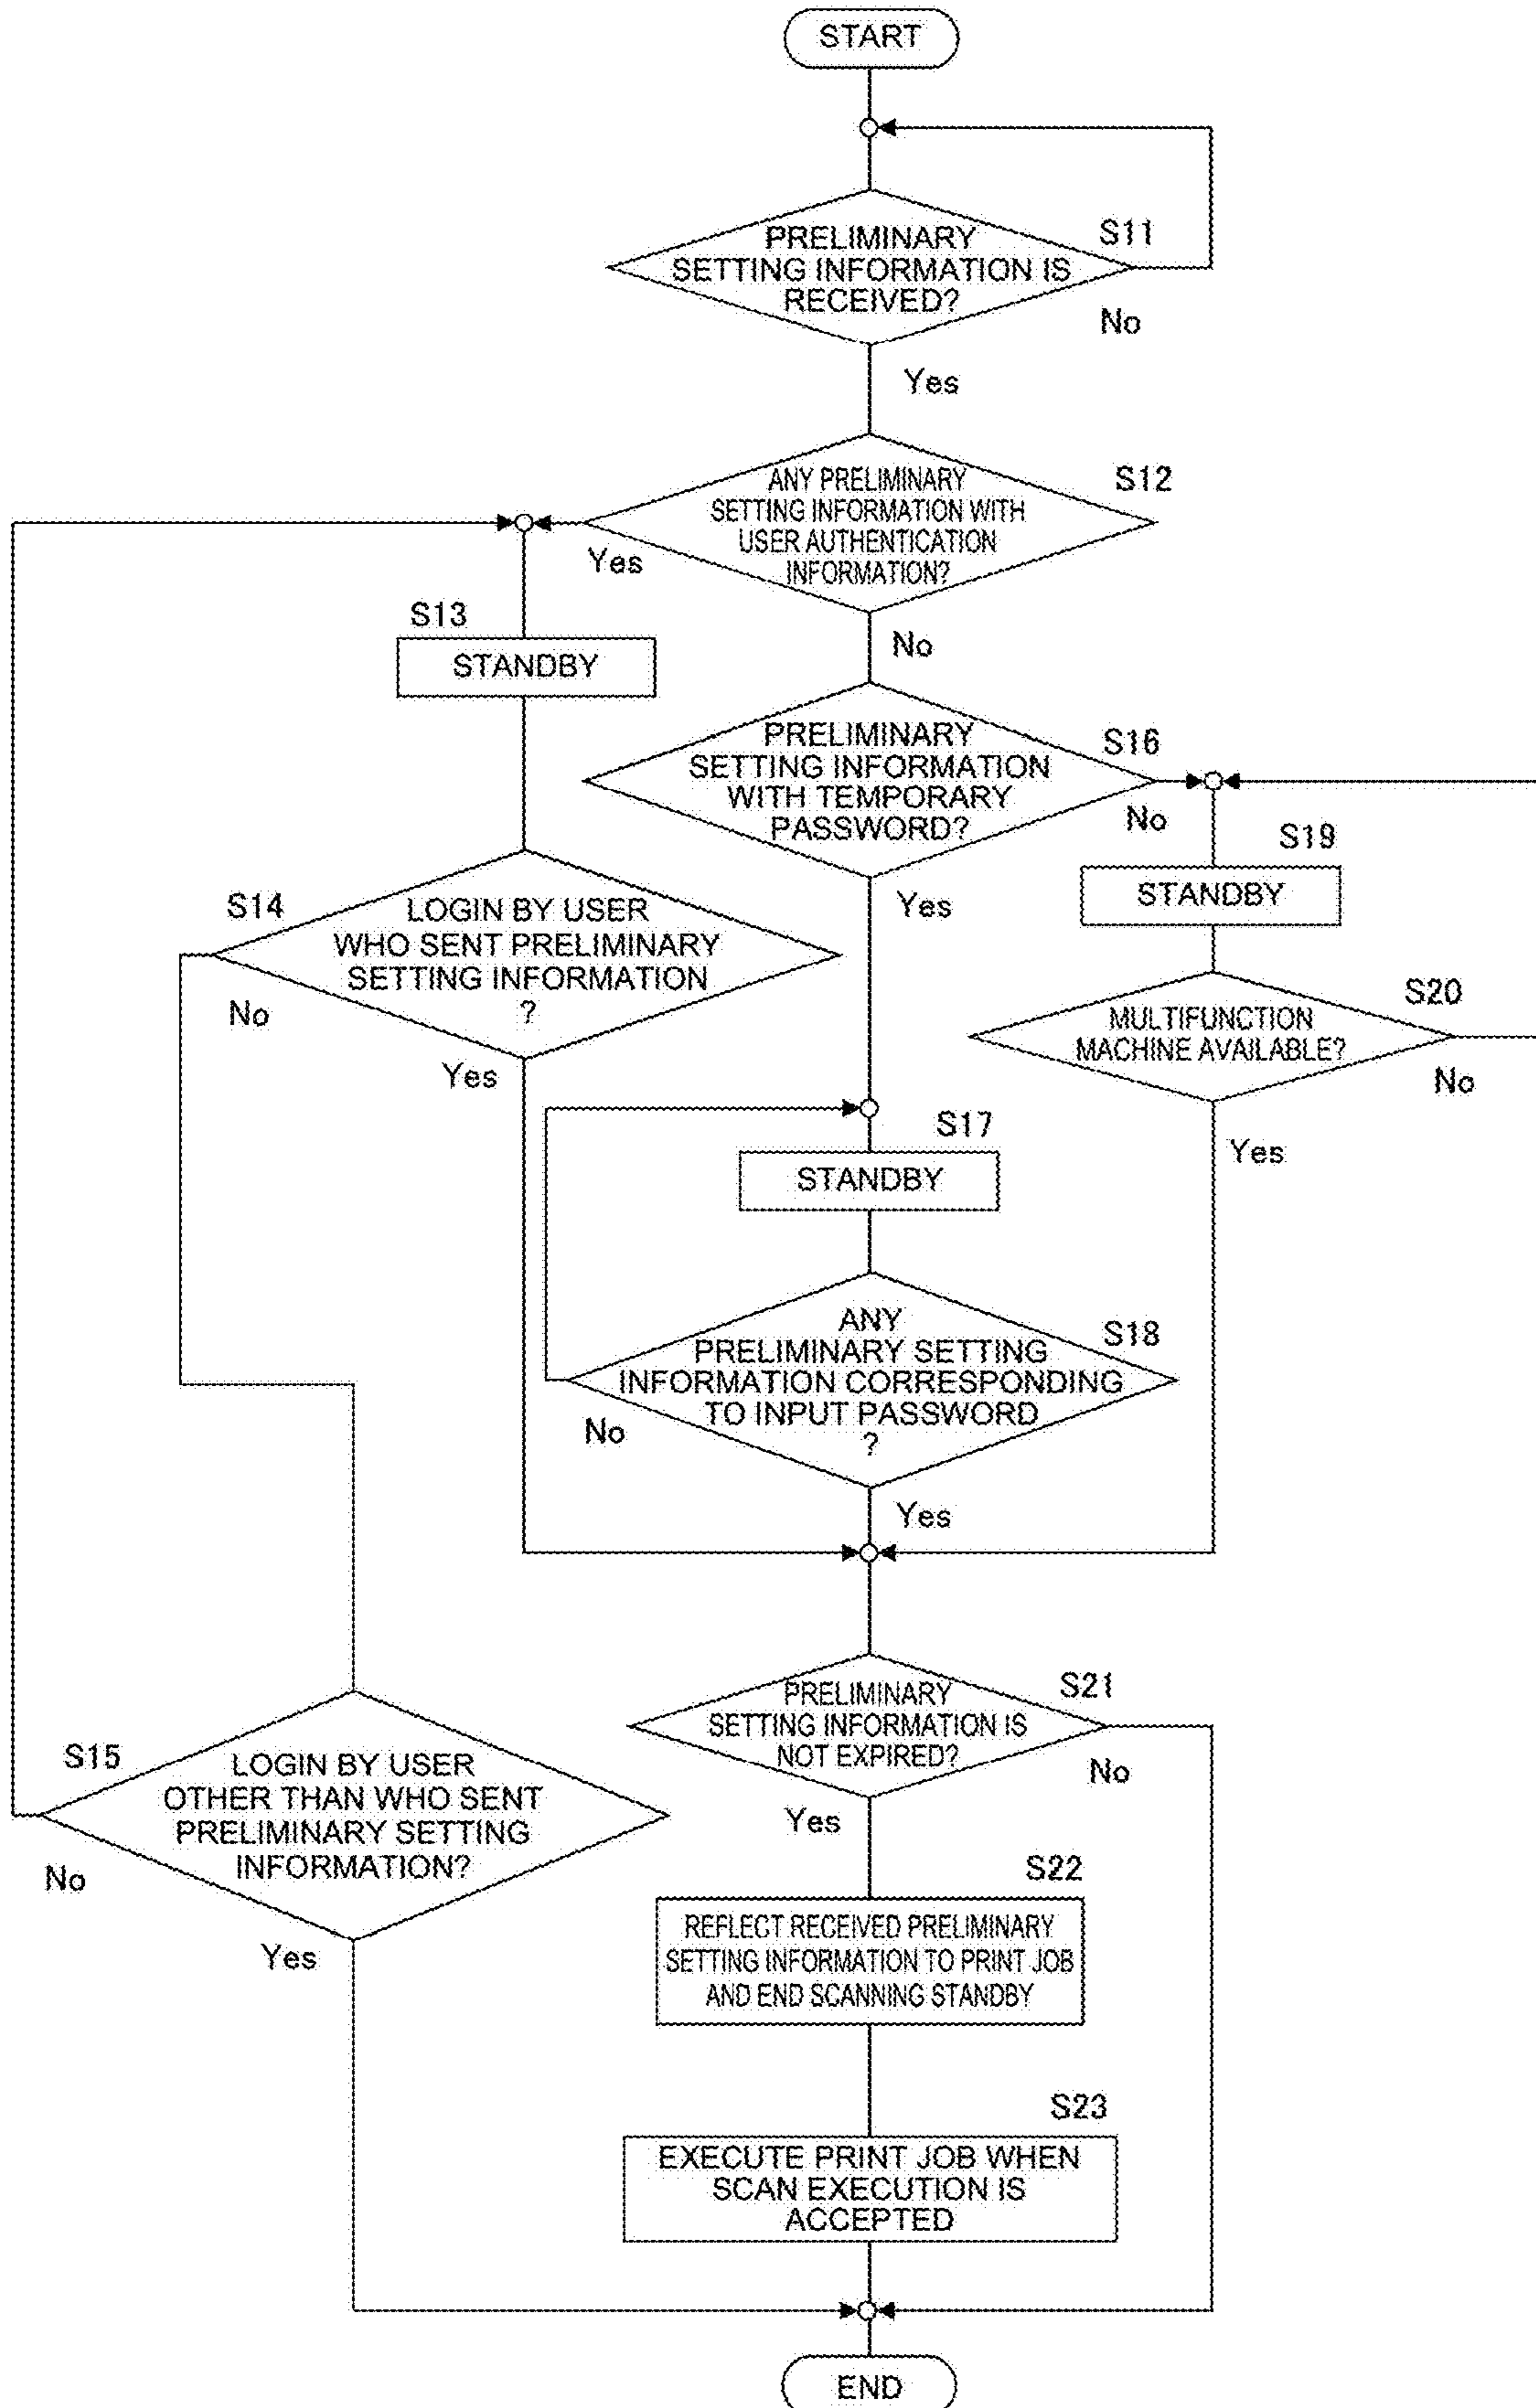 START
S11
PRELIMINARY
SETTING INFORMATION IS
RECEIVED?
No
Yes
S12
ANY PRELIMINARY
SETTING INFORMATION WITH
USER AUTHENTICATION
INFORMATION?
Yes
No
S13
STANDBY
S16
PRELIMINARY
SETTING INFORMATION
WITH TEMPORARY
PASSWORD?
No
Yes
S19
STANDBY
S14
LOGIN BY USER
WHO SENT PRELIMINARY
SETTING INFORMATION
?
No
Yes
S20
MULTIFUNCTION
MACHINE AVAILABLE?
No
Yes
S17
STANDBY
S18
ANY
PRELIMINARY SETTING
INFORMATION CORRESPONDING
TO INPUT PASSWORD
?
No
Yes
S21
PRELIMINARY
SETTING INFORMATION IS
NOT EXPIRED?
No
Yes
S15
LOGIN BY USER
OTHER THAN WHO SENT
PRELIMINARY SETTING
INFORMATION?
No
Yes
S22
REFLECT RECEIVED PRELIMINARY
SETTING INFORMATION TO PRINT JOB
AND END SCANNING STANDBY
S23
EXECUTE PRINT JOB WHEN
SCAN EXECUTION IS
ACCEPTED
END